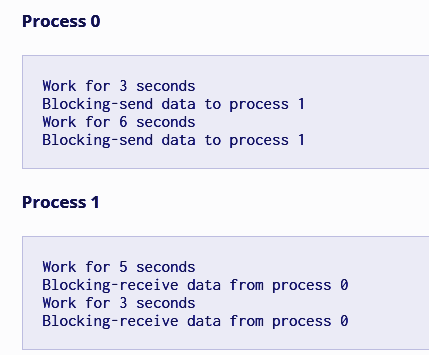 Process 0
Work for 3 seconds
Blocking-send data to process 1
Work for 6 seconds
Blocking-send data to process 1
Process 1
Work for 5 seconds
Blocking-receive data from process 0
Work for 3 seconds
Blocking-receive data from process 0